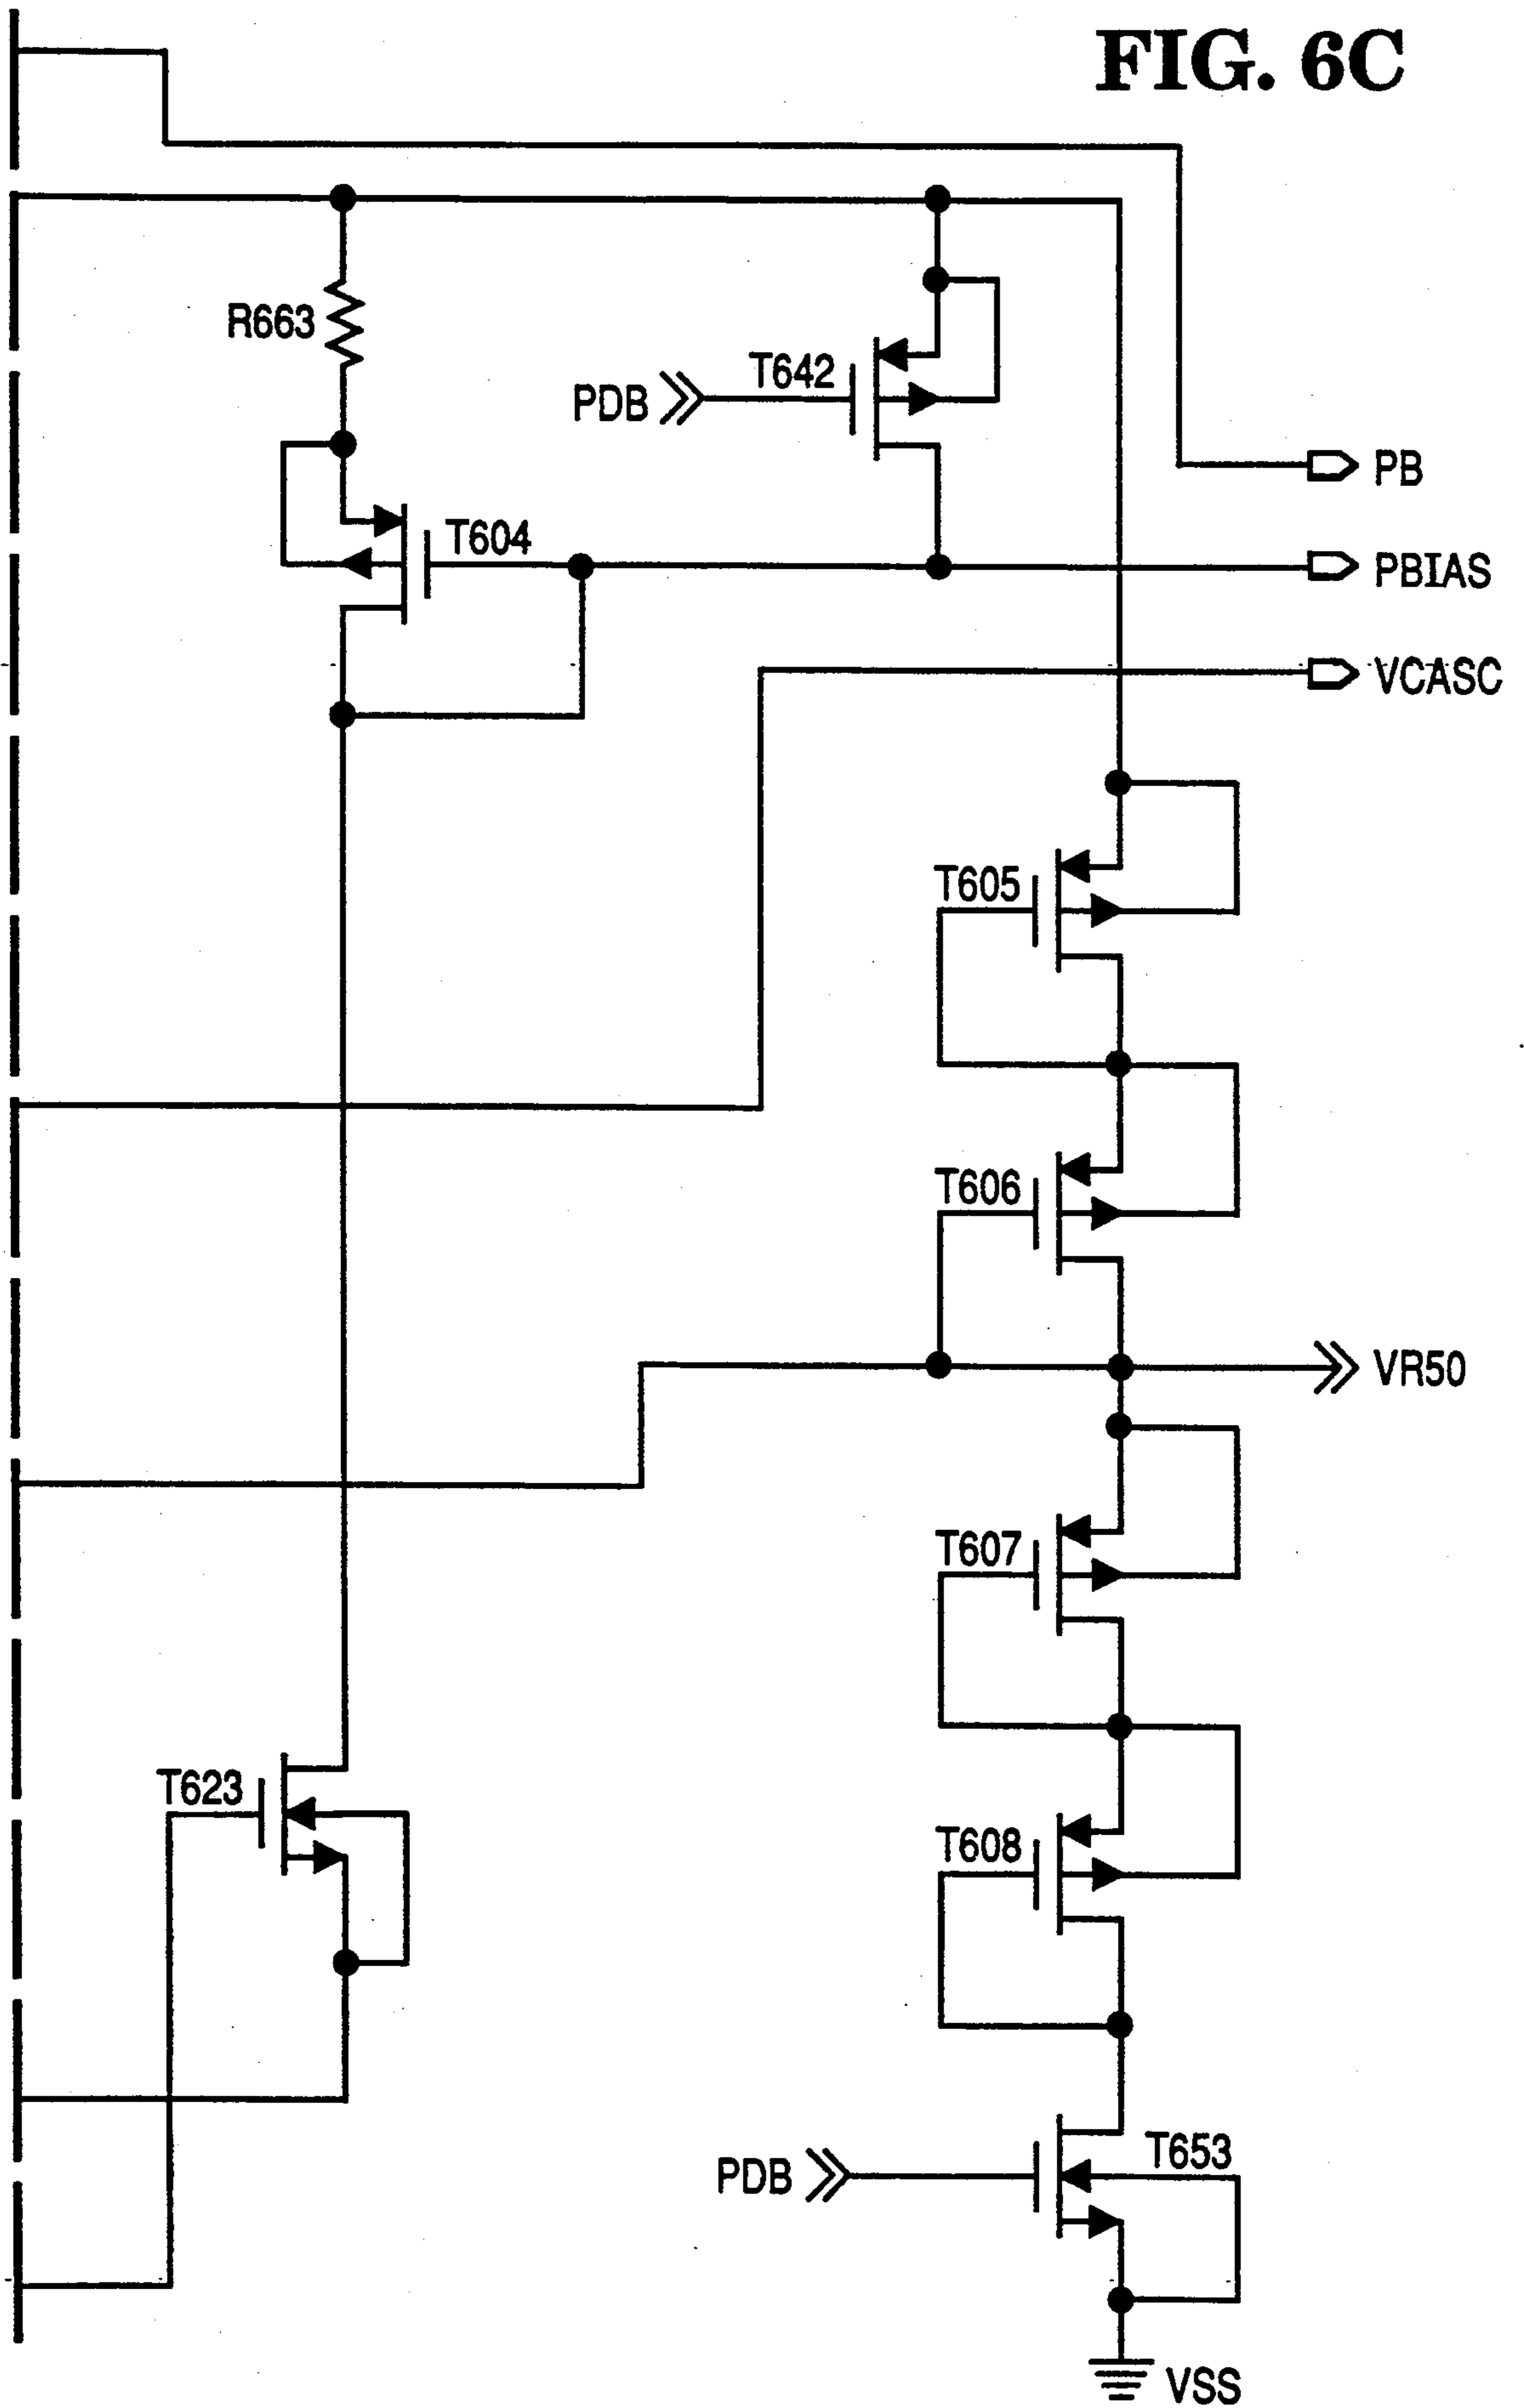 FIG. 6C
R663
T642
PDB
PB
T604
PBIAS
VCASC
T605
T606
VR50
T607
T623
T608
T653
PDB
VSS